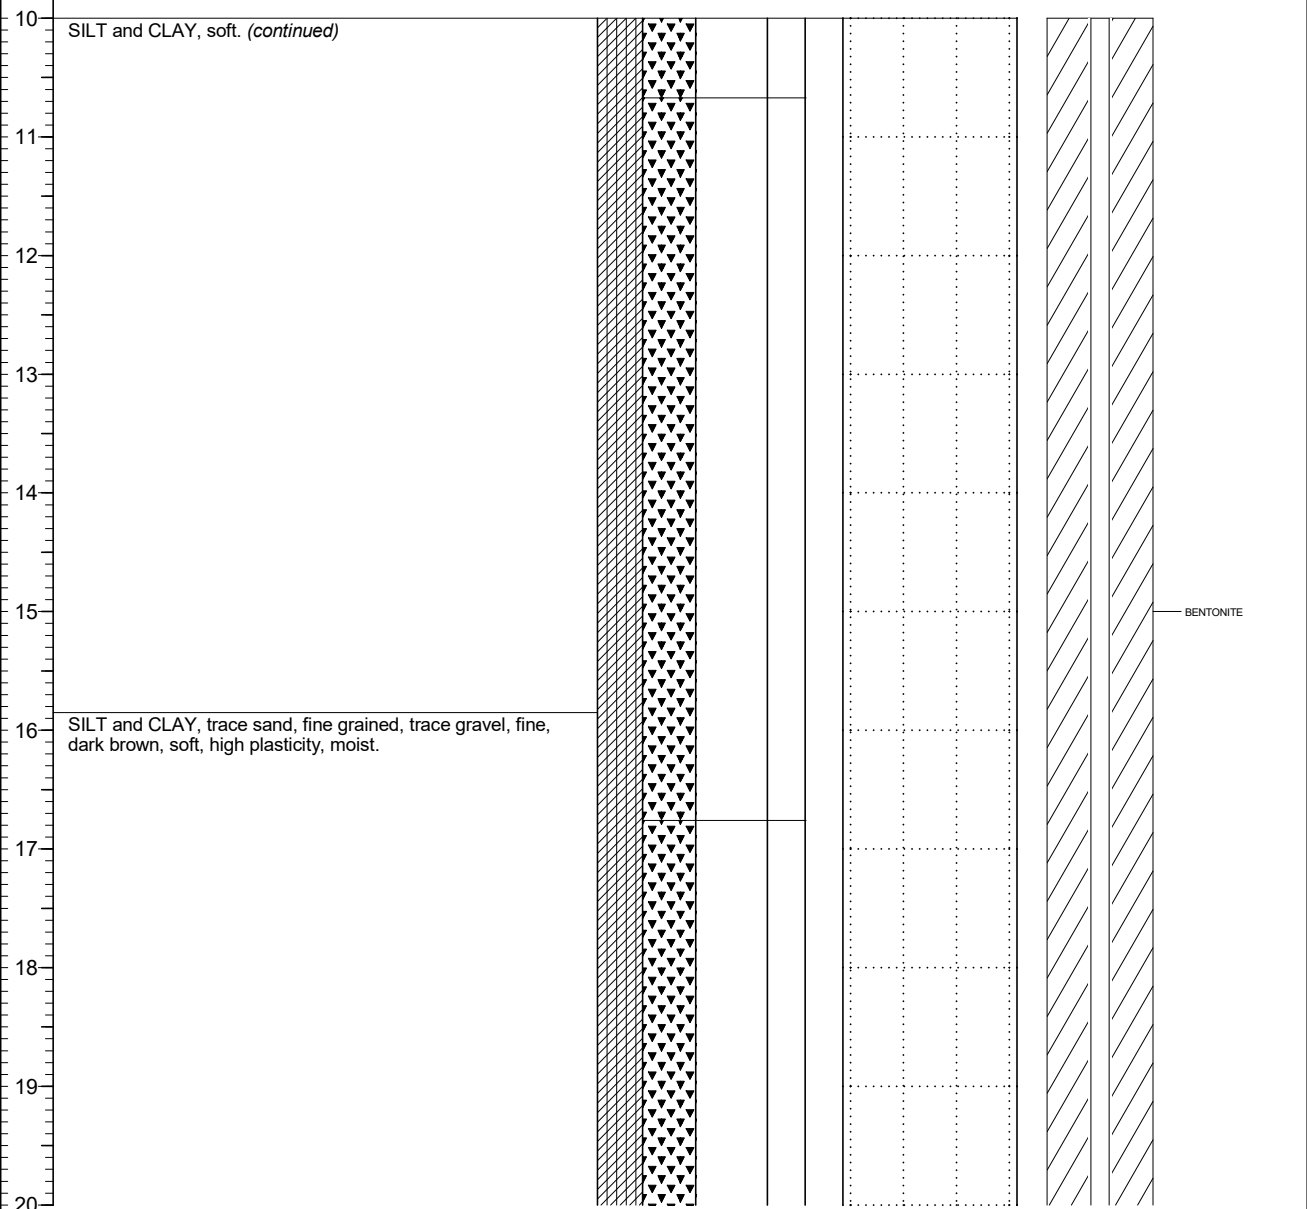 10
SILT and CLAY, soft. (continued)
11
12
13
14
15
BENTONITE
SILT and CLAY, trace sand, fine grained, trace gravel, fine,
16
dark brown, soft, high plasticity, moist.
17
18
19
20